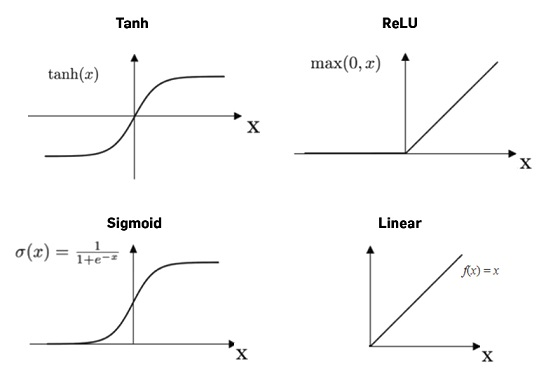 Tanh
tanh(x)
X
ReLU
max(0, x)
X
Sigmoid
σ(x) = 1/(1+e^{-x})
X
Linear
f(x) = x
X